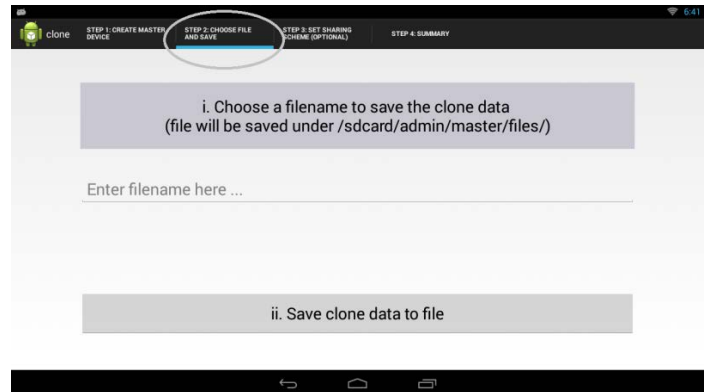 6:41
clone
STEP 1: CREATE MASTER
DEVICE
STEP 2: CHOOSE FILE
AND SAVE
STEP 3: SET SHARING
SCHEME (OPTIONAL)
STEP 4: SUMMARY
i. Choose a filename to save the clone data
(file will be saved under /sdcard/admin/master/files/)
Enter filename here ...
ii. Save clone data to file